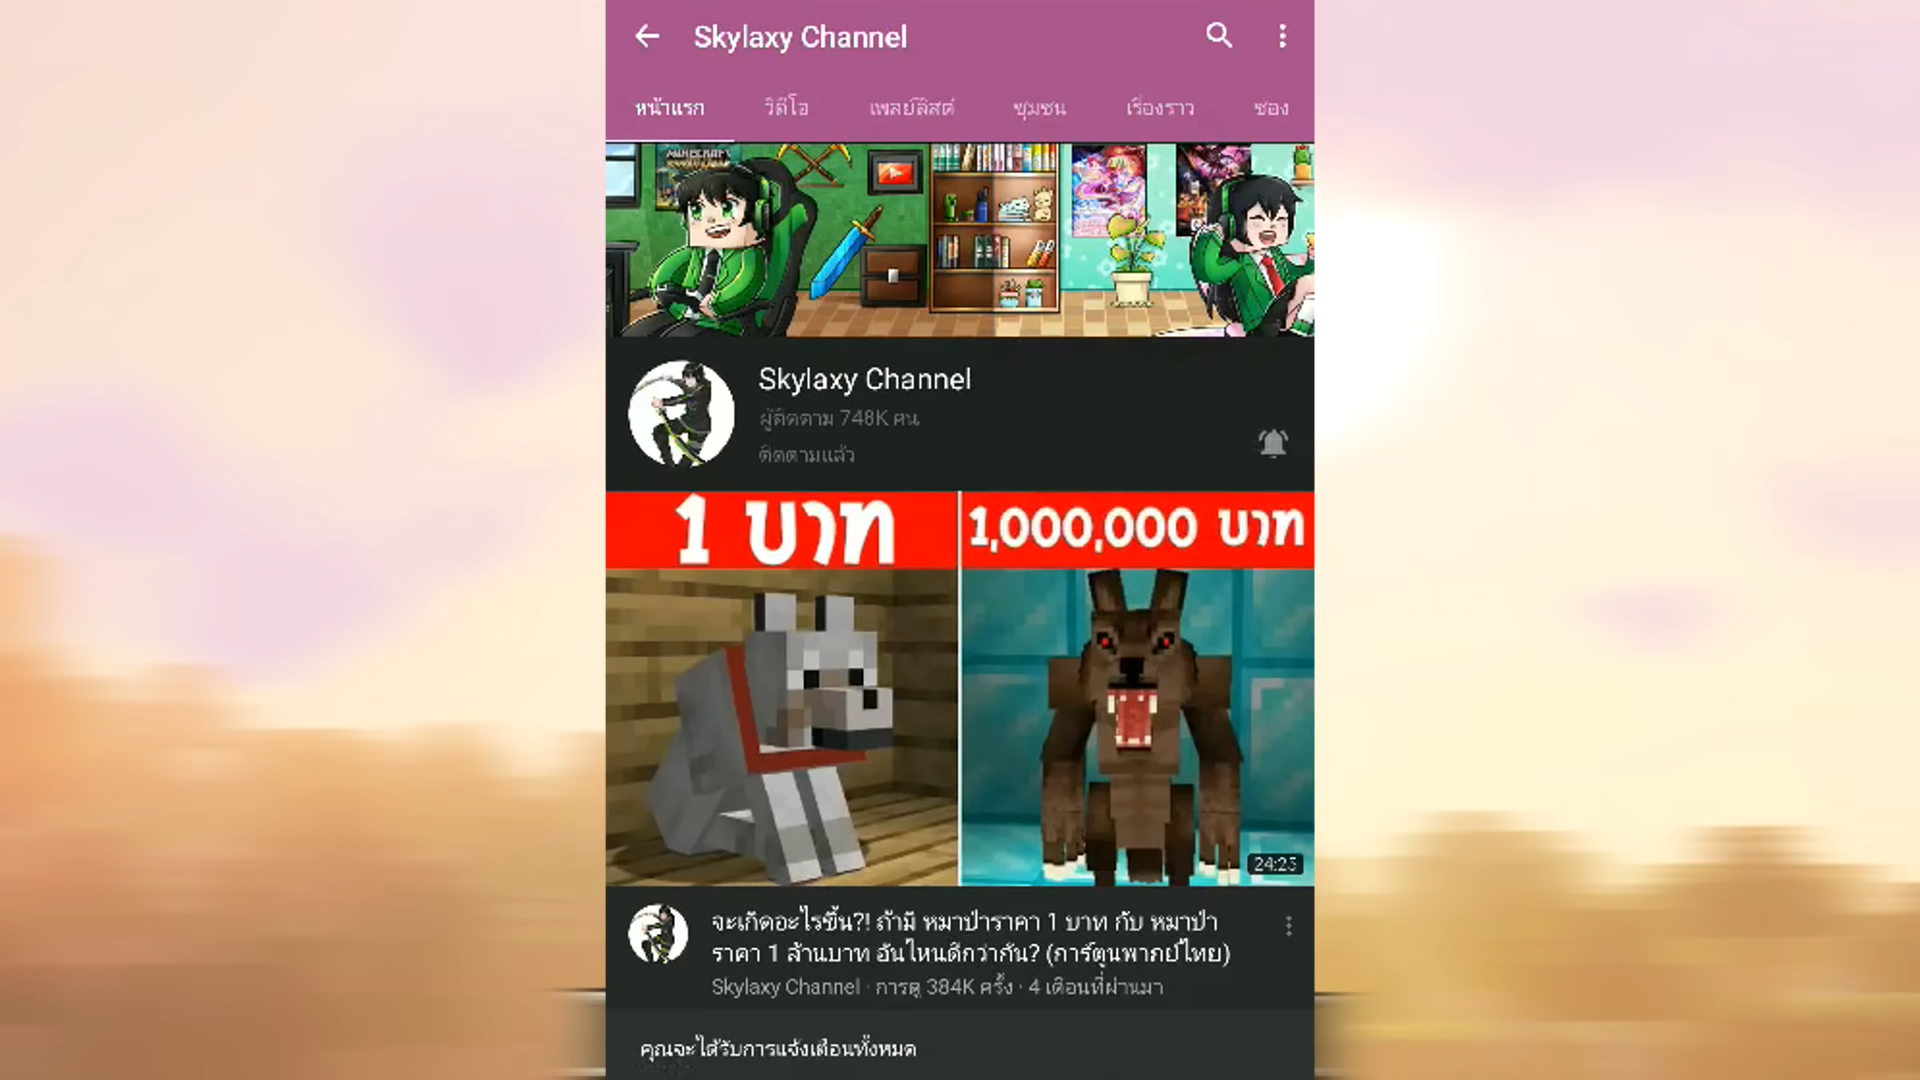 Skylaxy Channel
หน้าแรก วิดีโอ เพลย์ลิสต์ ชุมชน เรื่องราว ช่อง
MINECRAFT
Skylaxy Channel
ผู้ติดตาม 748K คน
ติดตามแล้ว
1 บาท 1,000,000 บาท
24:25
จะเกิดอะไรขึ้น?! ถ้ามี หมาป่าราคา 1 บาท กับ หมาป่า
ราคา 1 ล้านบาท อันไหนดีกว่ากัน? (การ์ตูนพากย์ไทย)
Skylaxy Channel · การดู 384K ครั้ง · 4 เดือนที่ผ่านมา
คุณจะได้รับการแจ้งเตือนทั้งหมด